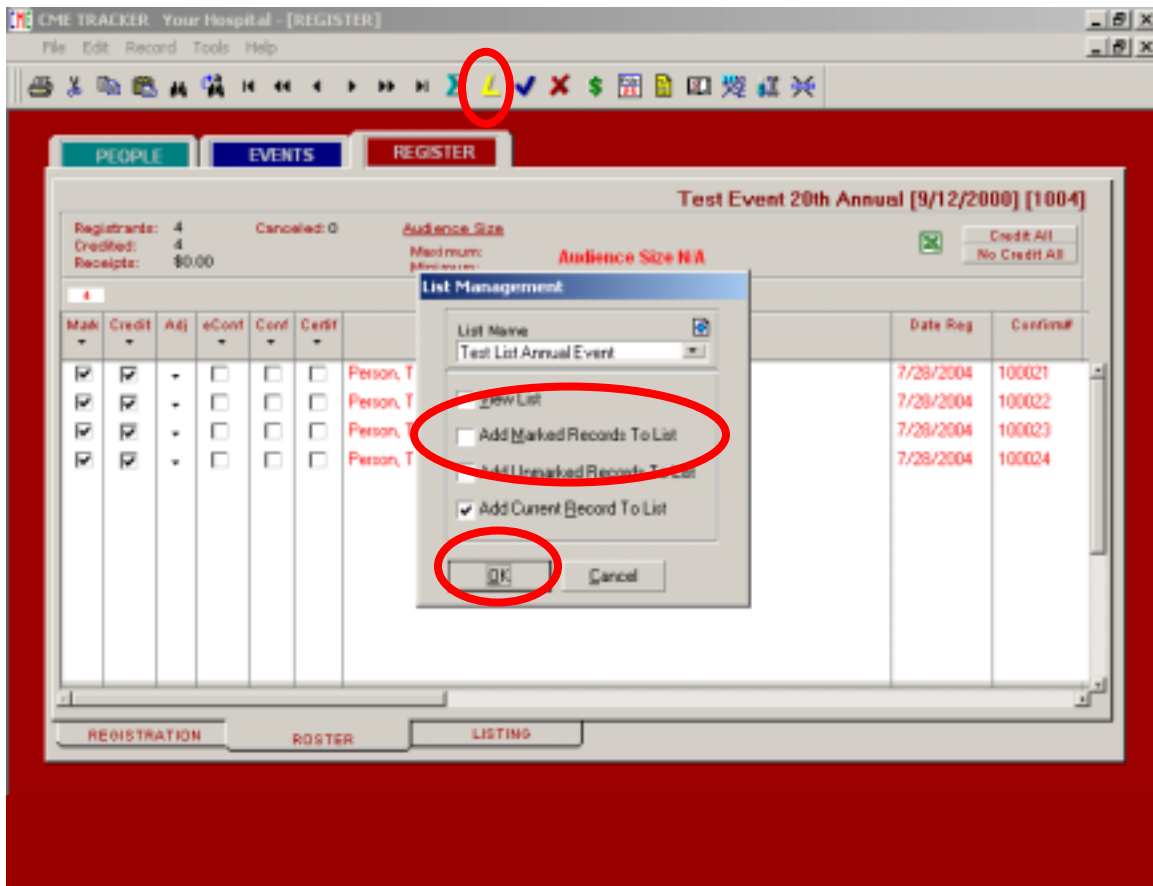 CME TRACKER Your Hospital - [REGISTER]
File Edit Record Tools Help
PEOPLE EVENTS REGISTER
Test Event 20th Annual [9/12/2000] [1004]
Registrants: 4 Canceled: 0 Audience Size
Credited: 4 Maximum: Audience Size N/A Credit All
Receipts: $0.00 Minimum: No Credit All
4
List Management
Mark Credit Adj eConf Conf Certif Date Reg Confirm#
List Name
Test List Annual Event
Person, T 7/28/2004 100021
View List
Person, T 7/28/2004 100022
Add Marked Records To List
Person, T 7/28/2004 100023
Add Unmarked Records To List
Person, T 7/28/2004 100024
Add Current Record To List
OK Cancel
REGISTRATION ROSTER LISTING